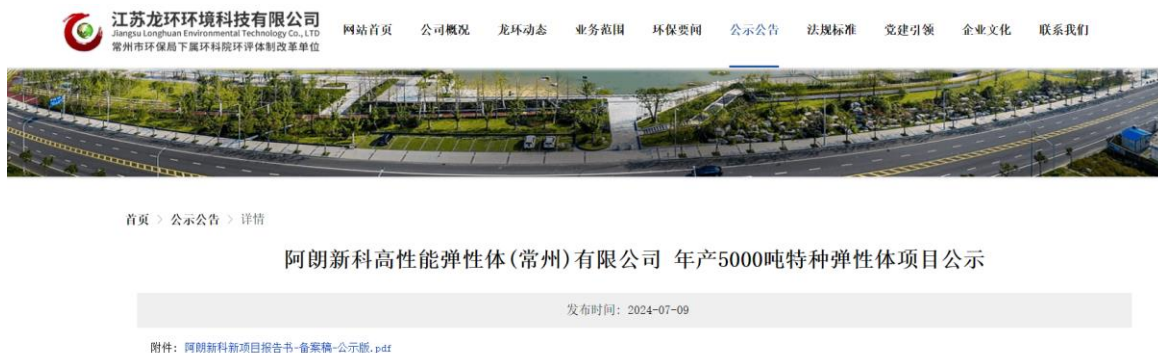 江苏龙环环境科技有限公司
Jiangsu Longhuan Environmental Technology Co., LTD
常州市环保局下属环科院环评体制改革单位
网站首页 公司概况 龙环动态 业务范围 环保要闻 公示公告 法规标准 党建引领 企业文化 联系我们
首页 > 公示公告 > 详情
阿朗新科高性能弹性体(常州)有限公司 年产5000吨特种弹性体项目公示
发布时间: 2024-07-09
附件: 阿朗新科新项目报告书-备案稿-公示版.pdf